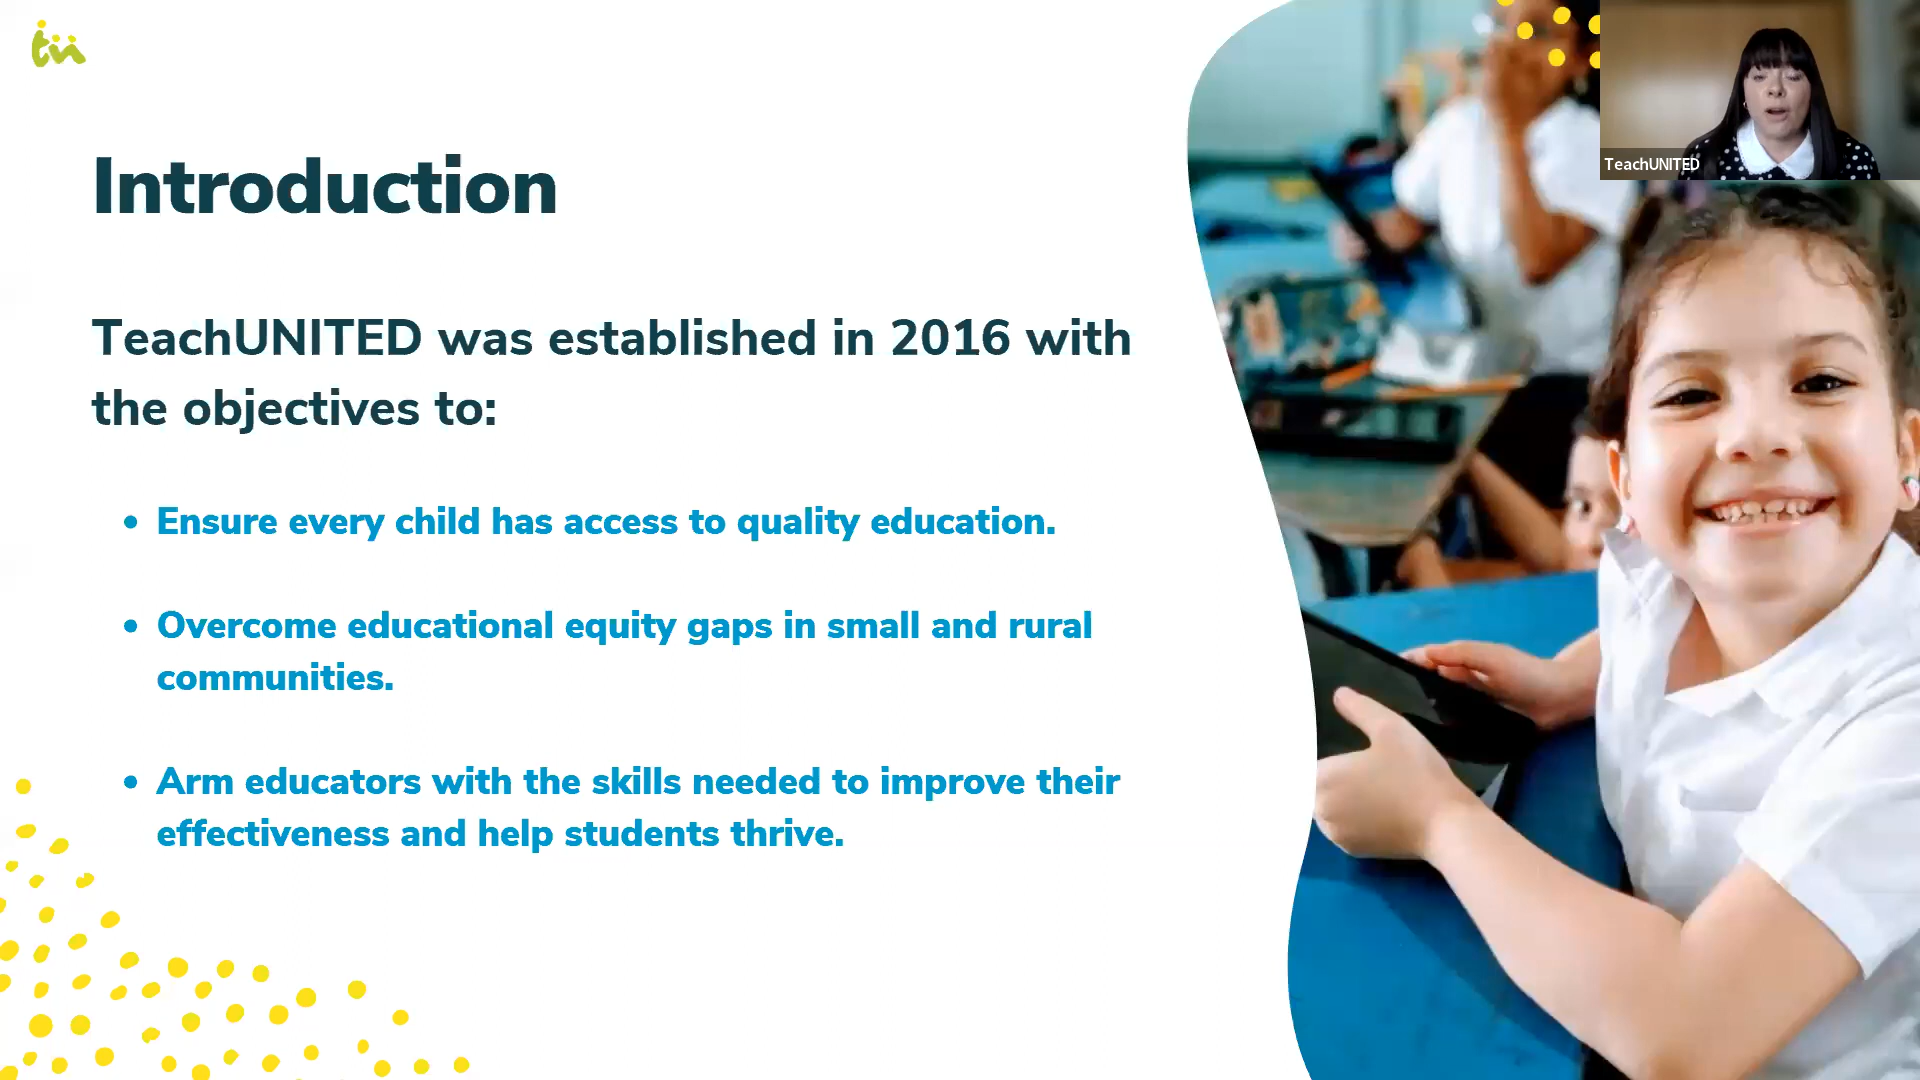 tu
Introduction
TeachUNITED was established in 2016 with
the objectives to:
• Ensure every child has access to quality education.
• Overcome educational equity gaps in small and rural
communities.
• Arm educators with the skills needed to improve their
effectiveness and help students thrive.
TeachUNITED